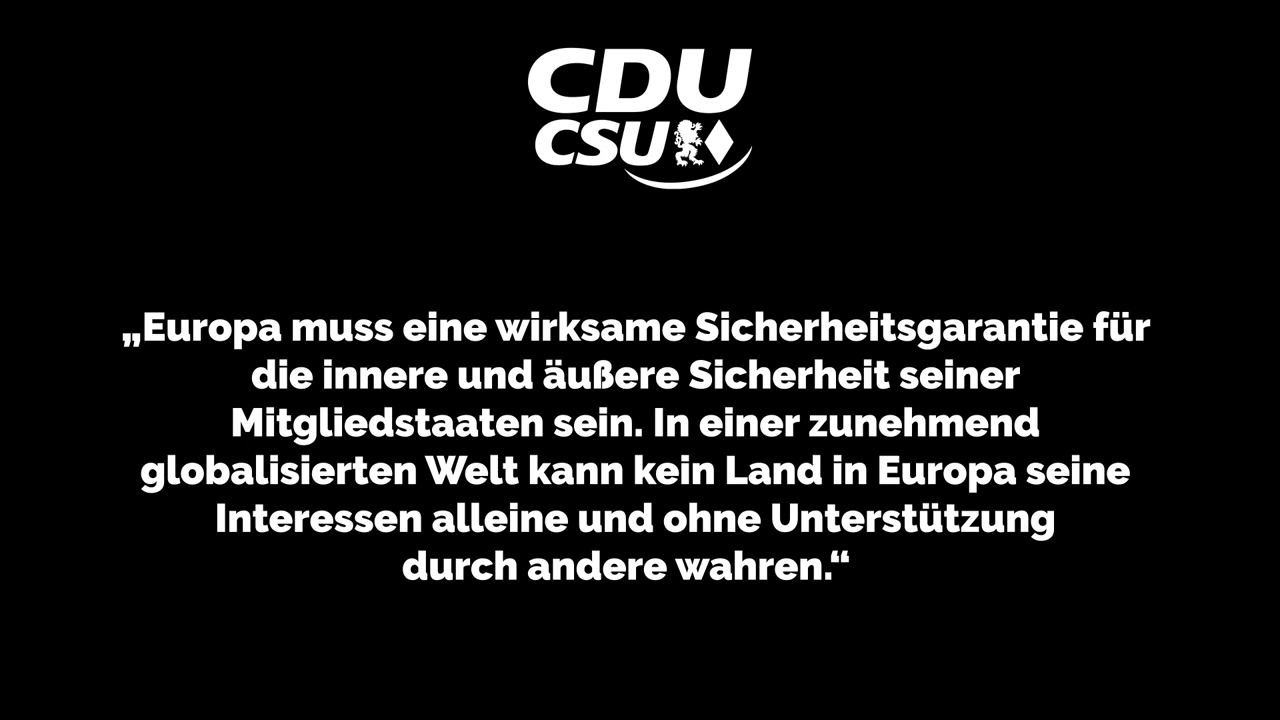 CDU
CSU
„Europa muss eine wirksame Sicherheitsgarantie für
die innere und äußere Sicherheit seiner
Mitgliedstaaten sein. In einer zunehmend
globalisierten Welt kann kein Land in Europa seine
Interessen alleine und ohne Unterstützung
durch andere wahren.“